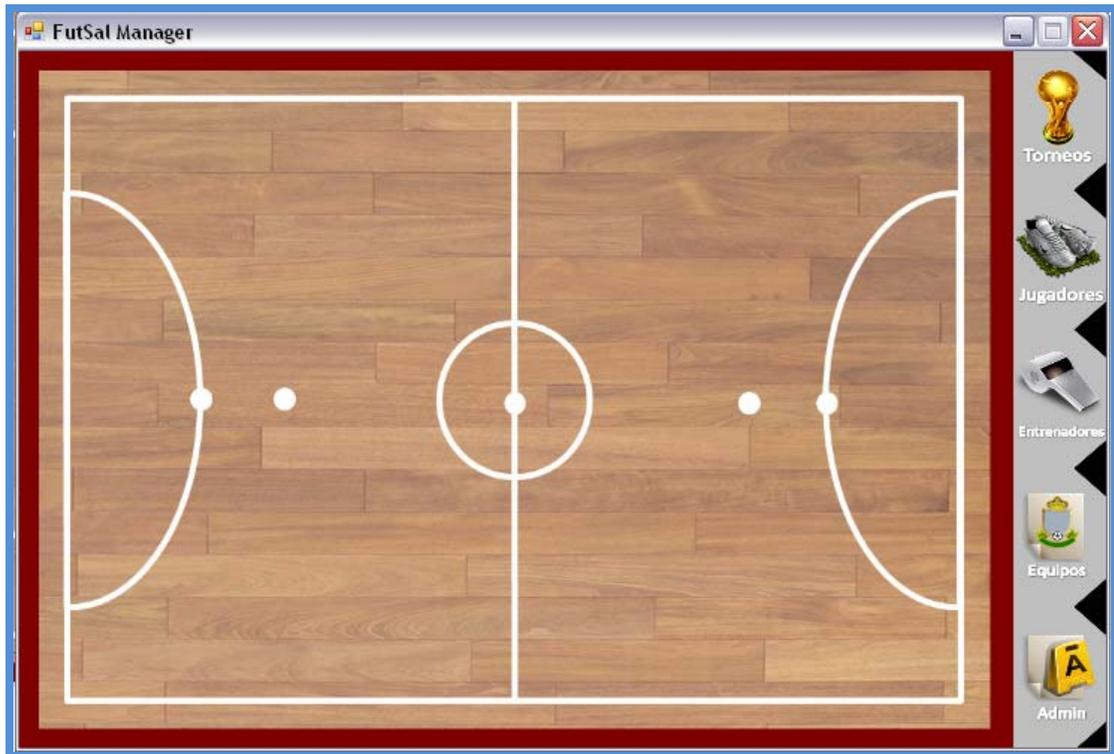 FutSal Manager
Torneos
Jugadores
Entrenadores
Equipos
A
Admin